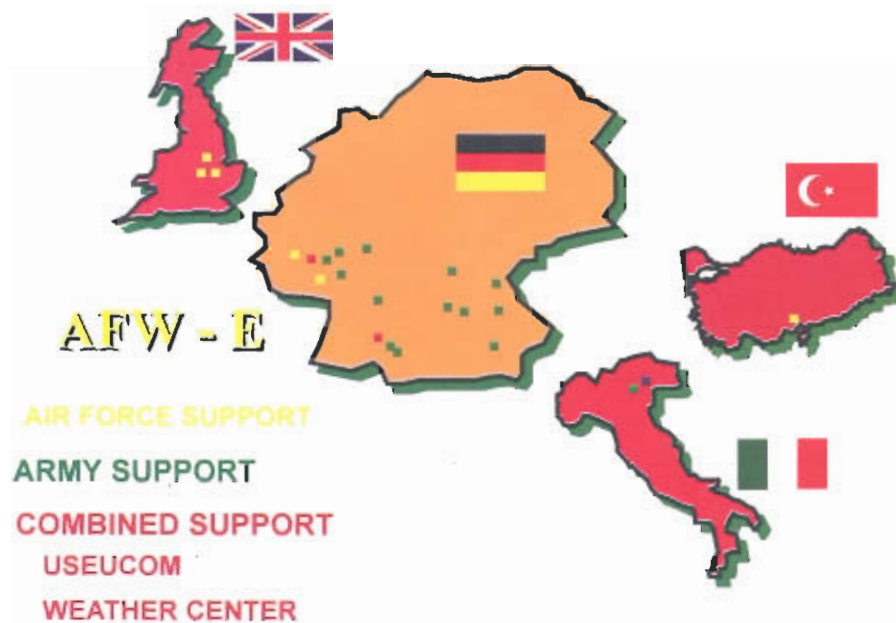 AFW - E
AIR FORCE SUPPORT
ARMY SUPPORT
COMBINED SUPPORT
USEUCOM
WEATHER CENTER